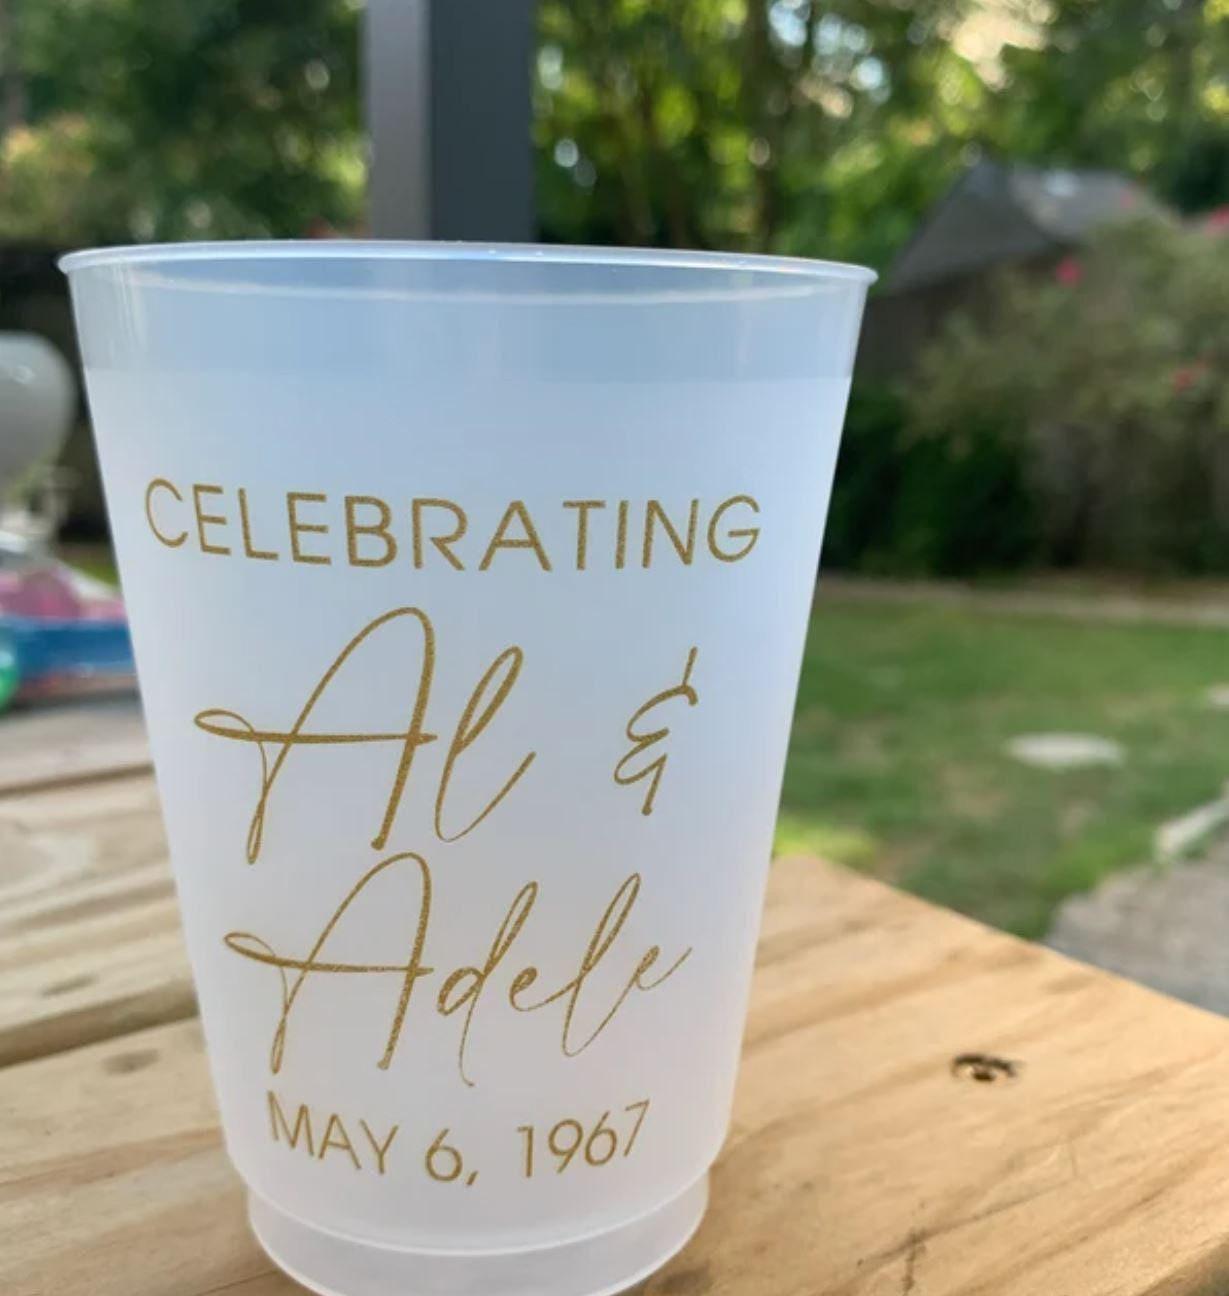 CELEBRATING
Al &
Adele
MAY 6, 1967